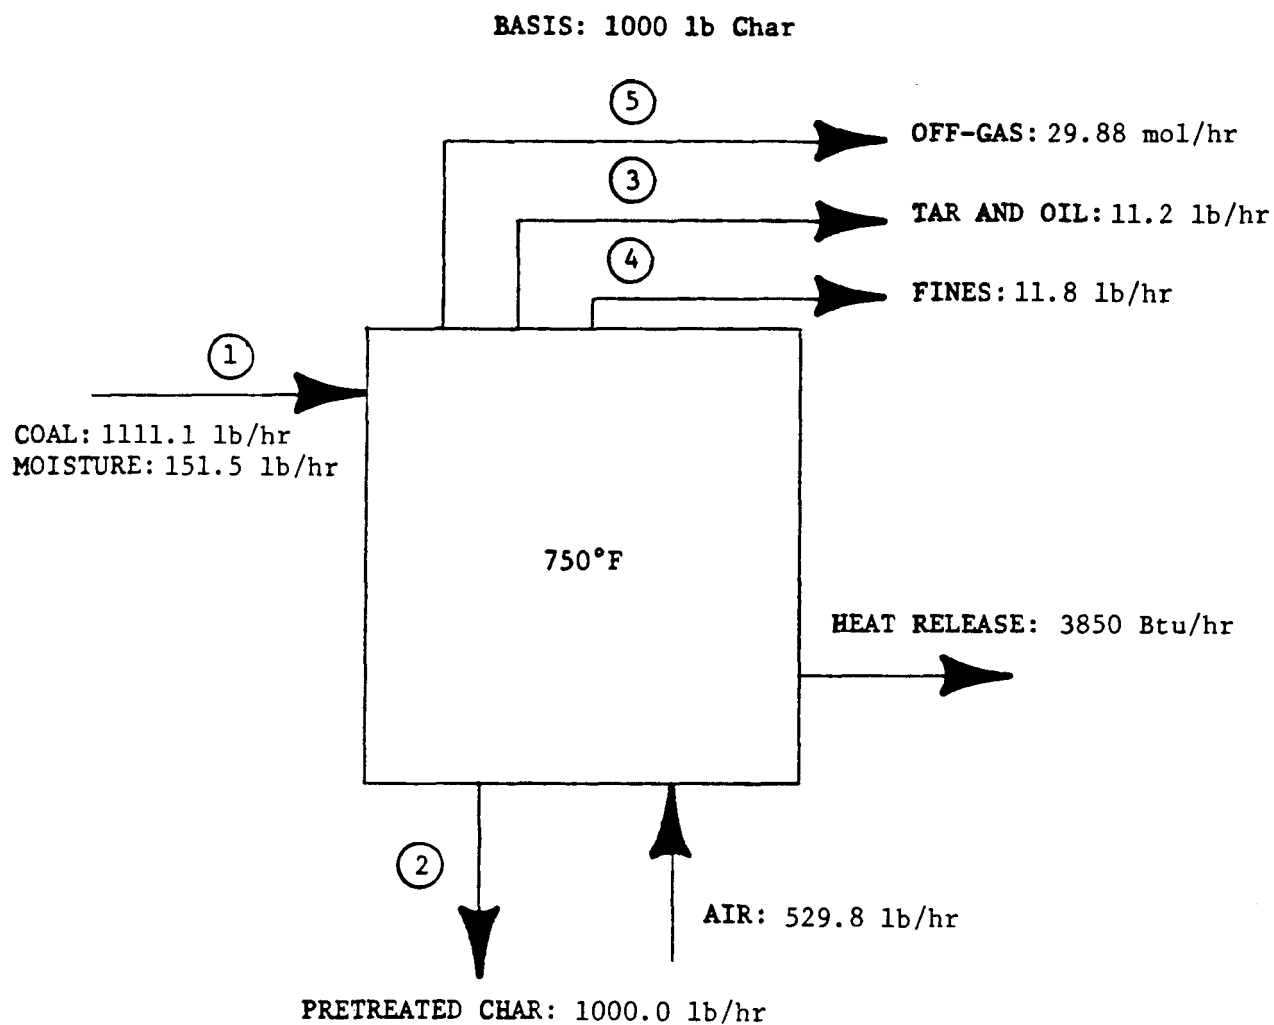 BASIS: 1000 lb Char
5
OFF-GAS: 29.88 mol/hr
3
TAR AND OIL: 11.2 lb/hr
4
FINES: 11.8 lb/hr
1
COAL: 1111.1 lb/hr
MOISTURE: 151.5 lb/hr
750°F
HEAT RELEASE: 3850 Btu/hr
2
AIR: 529.8 lb/hr
PRETREATED CHAR: 1000.0 lb/hr